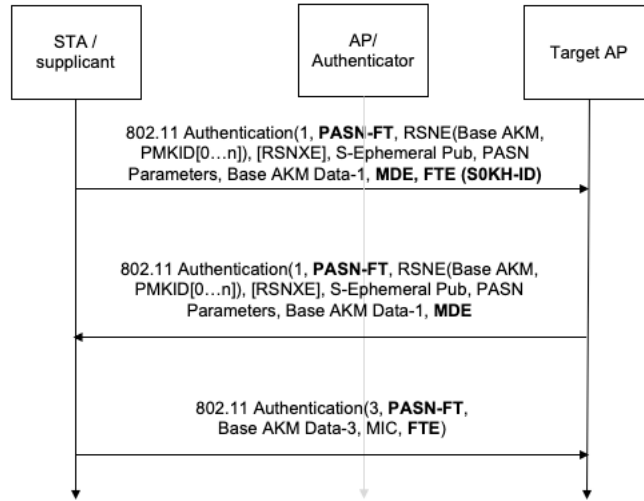 STA /
supplicant
AP/
Authenticator
Target AP
802.11 Authentication(1, PASN-FT, RSNE(Base AKM,
PMKID[0…n]), [RSNXE], S-Ephemeral Pub, PASN
Parameters, Base AKM Data-1, MDE, FTE (S0KH-ID)
802.11 Authentication(1, PASN-FT, RSNE(Base AKM,
PMKID[0…n]), [RSNXE], S-Ephemeral Pub, PASN
Parameters, Base AKM Data-1, MDE
802.11 Authentication(3, PASN-FT,
Base AKM Data-3, MIC, FTE)